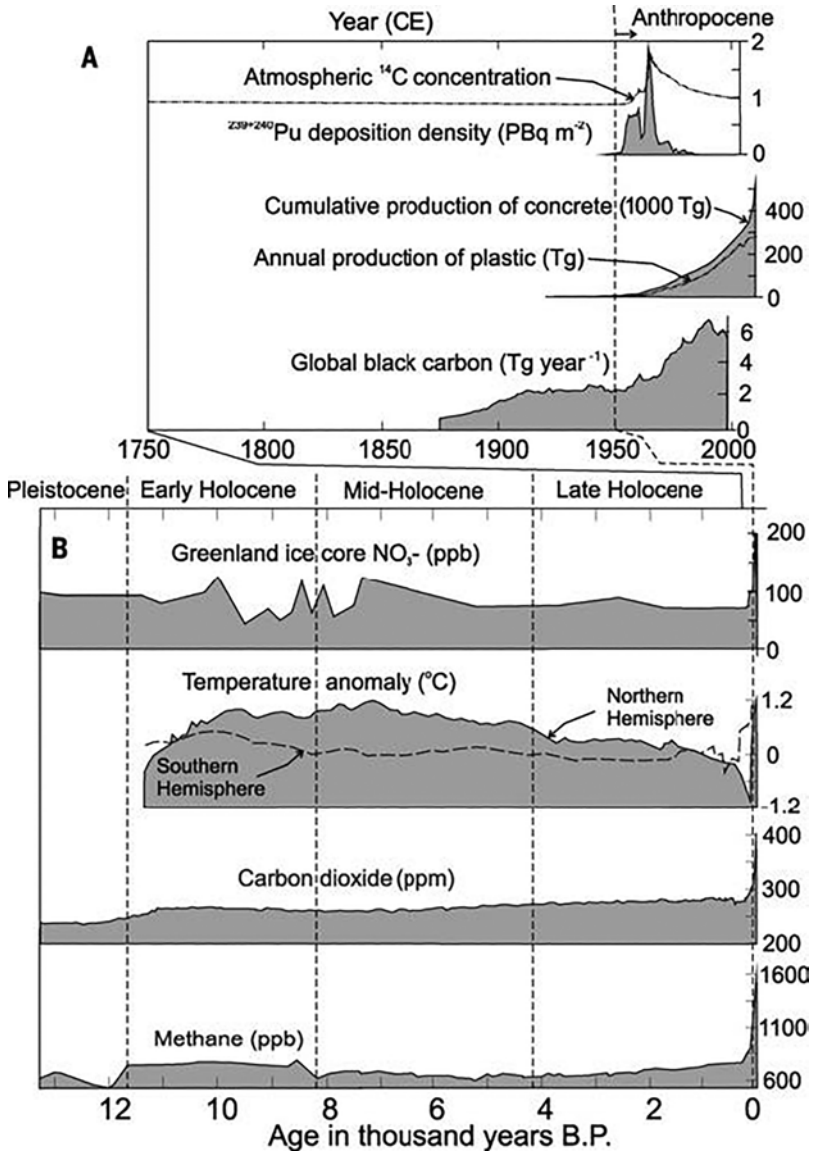 Year (CE)
Anthropocene
A
2
Atmospheric ¹⁴C concentration
1
²³⁹⁺²⁴⁰Pu deposition density (PBq m⁻²)
0
Cumulative production of concrete (1000 Tg)
400
Annual production of plastic (Tg)
200
0
Global black carbon (Tg year⁻¹)
6
4
2
0
1750 1800 1850 1900 1950 2000
Pleistocene Early Holocene Mid-Holocene Late Holocene
B
200
Greenland ice core NO₃- (ppb)
100
0
Temperature anomaly (°C)
Northern
Hemisphere
1.2
0
Southern
Hemisphere
-1.2
400
Carbon dioxide (ppm)
300
200
1600
Methane (ppb)
1100
600
12 10 8 6 4 2 0
Age in thousand years B.P.